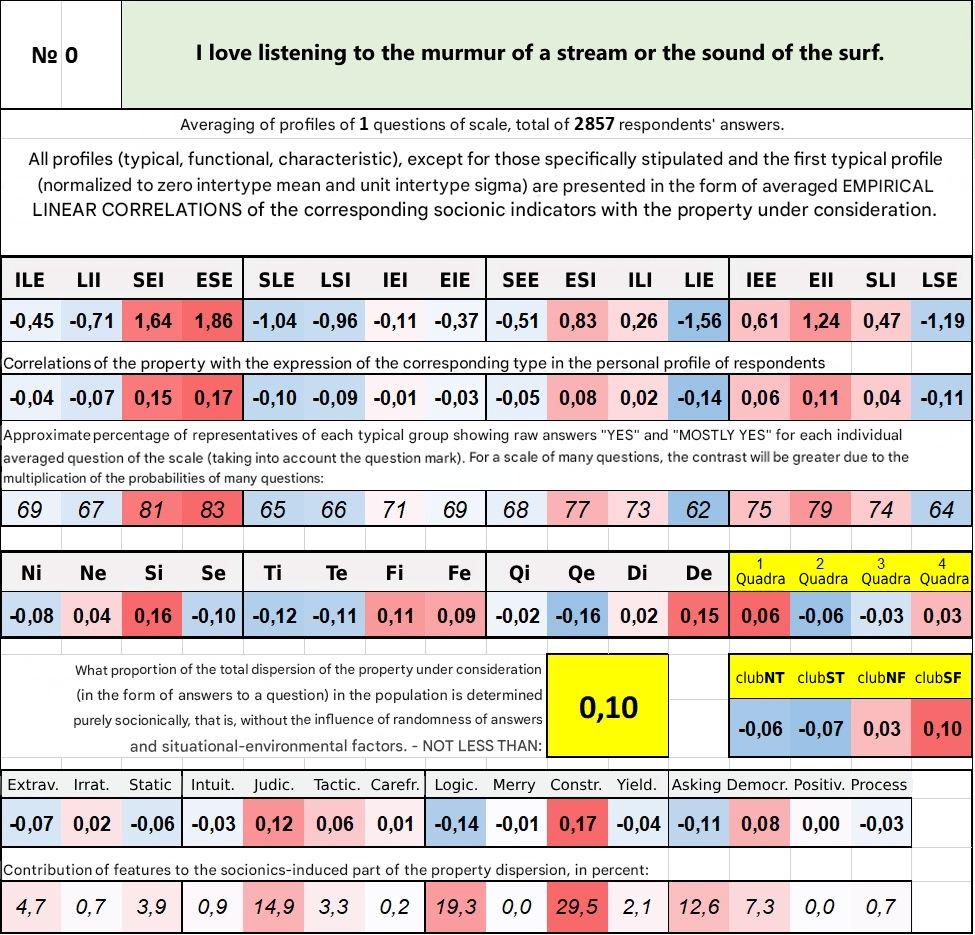 № 0
I love listening to the murmur of a stream or the sound of the surf.
Averaging of profiles of 1 questions of scale, total of 2857 respondents' answers.
All profiles (typical, functional, characteristic), except for those specifically stipulated and the first typical profile
(normalized to zero intertype mean and unit intertype sigma) are presented in the form of averaged EMPIRICAL
LINEAR CORRELATIONS of the corresponding socionic indicators with the property under consideration.
ILE LII SEI ESE SLE LSI IEI EIE SEE ESI ILI LIE IEE EII SLI LSE
-0,45 -0,71 1,64 1,86 -1,04 -0,96 -0,11 -0,37 -0,51 0,83 0,26 -1,56 0,61 1,24 0,47 -1,19
Correlations of the property with the expression of the corresponding type in the personal profile of respondents
-0,04 -0,07 0,15 0,17 -0,10 -0,09 -0,01 -0,03 -0,05 0,08 0,02 -0,14 0,06 0,11 0,04 -0,11
Approximate percentage of representatives of each typical group showing raw answers "YES" and "MOSTLY YES" for each individual
averaged question of the scale (taking into account the question mark). For a scale of many questions, the contrast will be greater due to the
multiplication of the probabilities of many questions:
69 67 81 83 65 66 71 69 68 77 73 62 75 79 74 64
Ni Ne Si Se Ti Te Fi Fe Qi Qe Di De 1 Quadra 2 Quadra 3 Quadra 4 Quadra
-0,08 0,04 0,16 -0,10 -0,12 -0,11 0,11 0,09 -0,02 -0,16 0,02 0,15 0,06 -0,06 -0,03 0,03
What proportion of the total dispersion of the property under consideration
(in the form of answers to a question) in the population is determined
purely socionically, that is, without the influence of randomness of answers
and situational-environmental factors. - NOT LESS THAN:
0,10
clubNT clubST clubNF clubSF
-0,06 -0,07 0,03 0,10
Extrav. Irrat. Static Intuit. Judic. Tactic. Carefr. Logic. Merry Constr. Yield. Asking Democr. Positiv. Process
-0,07 0,02 -0,06 -0,03 0,12 0,06 0,01 -0,14 -0,01 0,17 -0,04 -0,11 0,08 0,00 -0,03
Contribution of features to the socionics-induced part of the property dispersion, in percent:
4,7 0,7 3,9 0,9 14,9 3,3 0,2 19,3 0,0 29,5 2,1 12,6 7,3 0,0 0,7